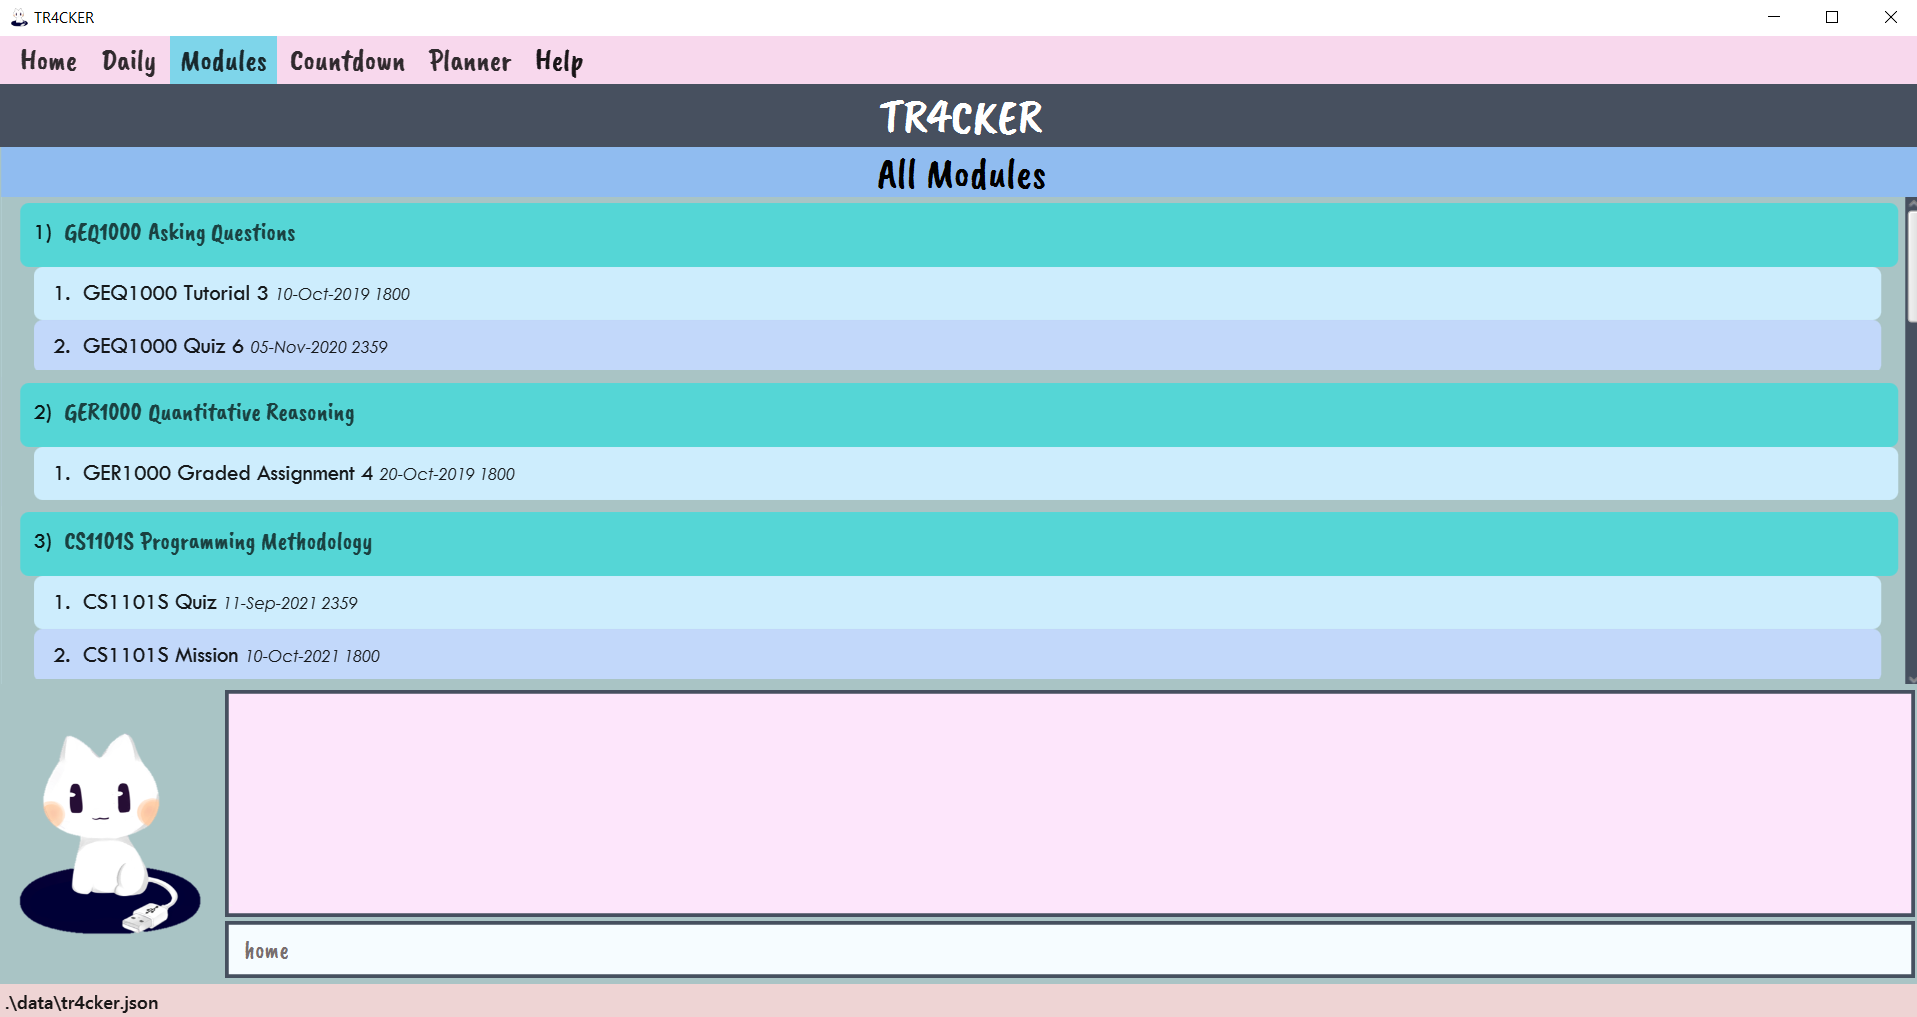 TR4CKER
Home Daily Modules Countdown Planner Help
TR4CKER
All Modules
1) GEQ1000 Asking Questions
1. GEQ1000 Tutorial 3 10-Oct-2019 1800
2. GEQ1000 Quiz 6 05-Nov-2020 2359
2) GER1000 Quantitative Reasoning
1. GER1000 Graded Assignment 4 20-Oct-2019 1800
3) CS1101S Programming Methodology
1. CS1101S Quiz 11-Sep-2021 2359
2. CS1101S Mission 10-Oct-2021 1800
home
.\data\tr4cker.json